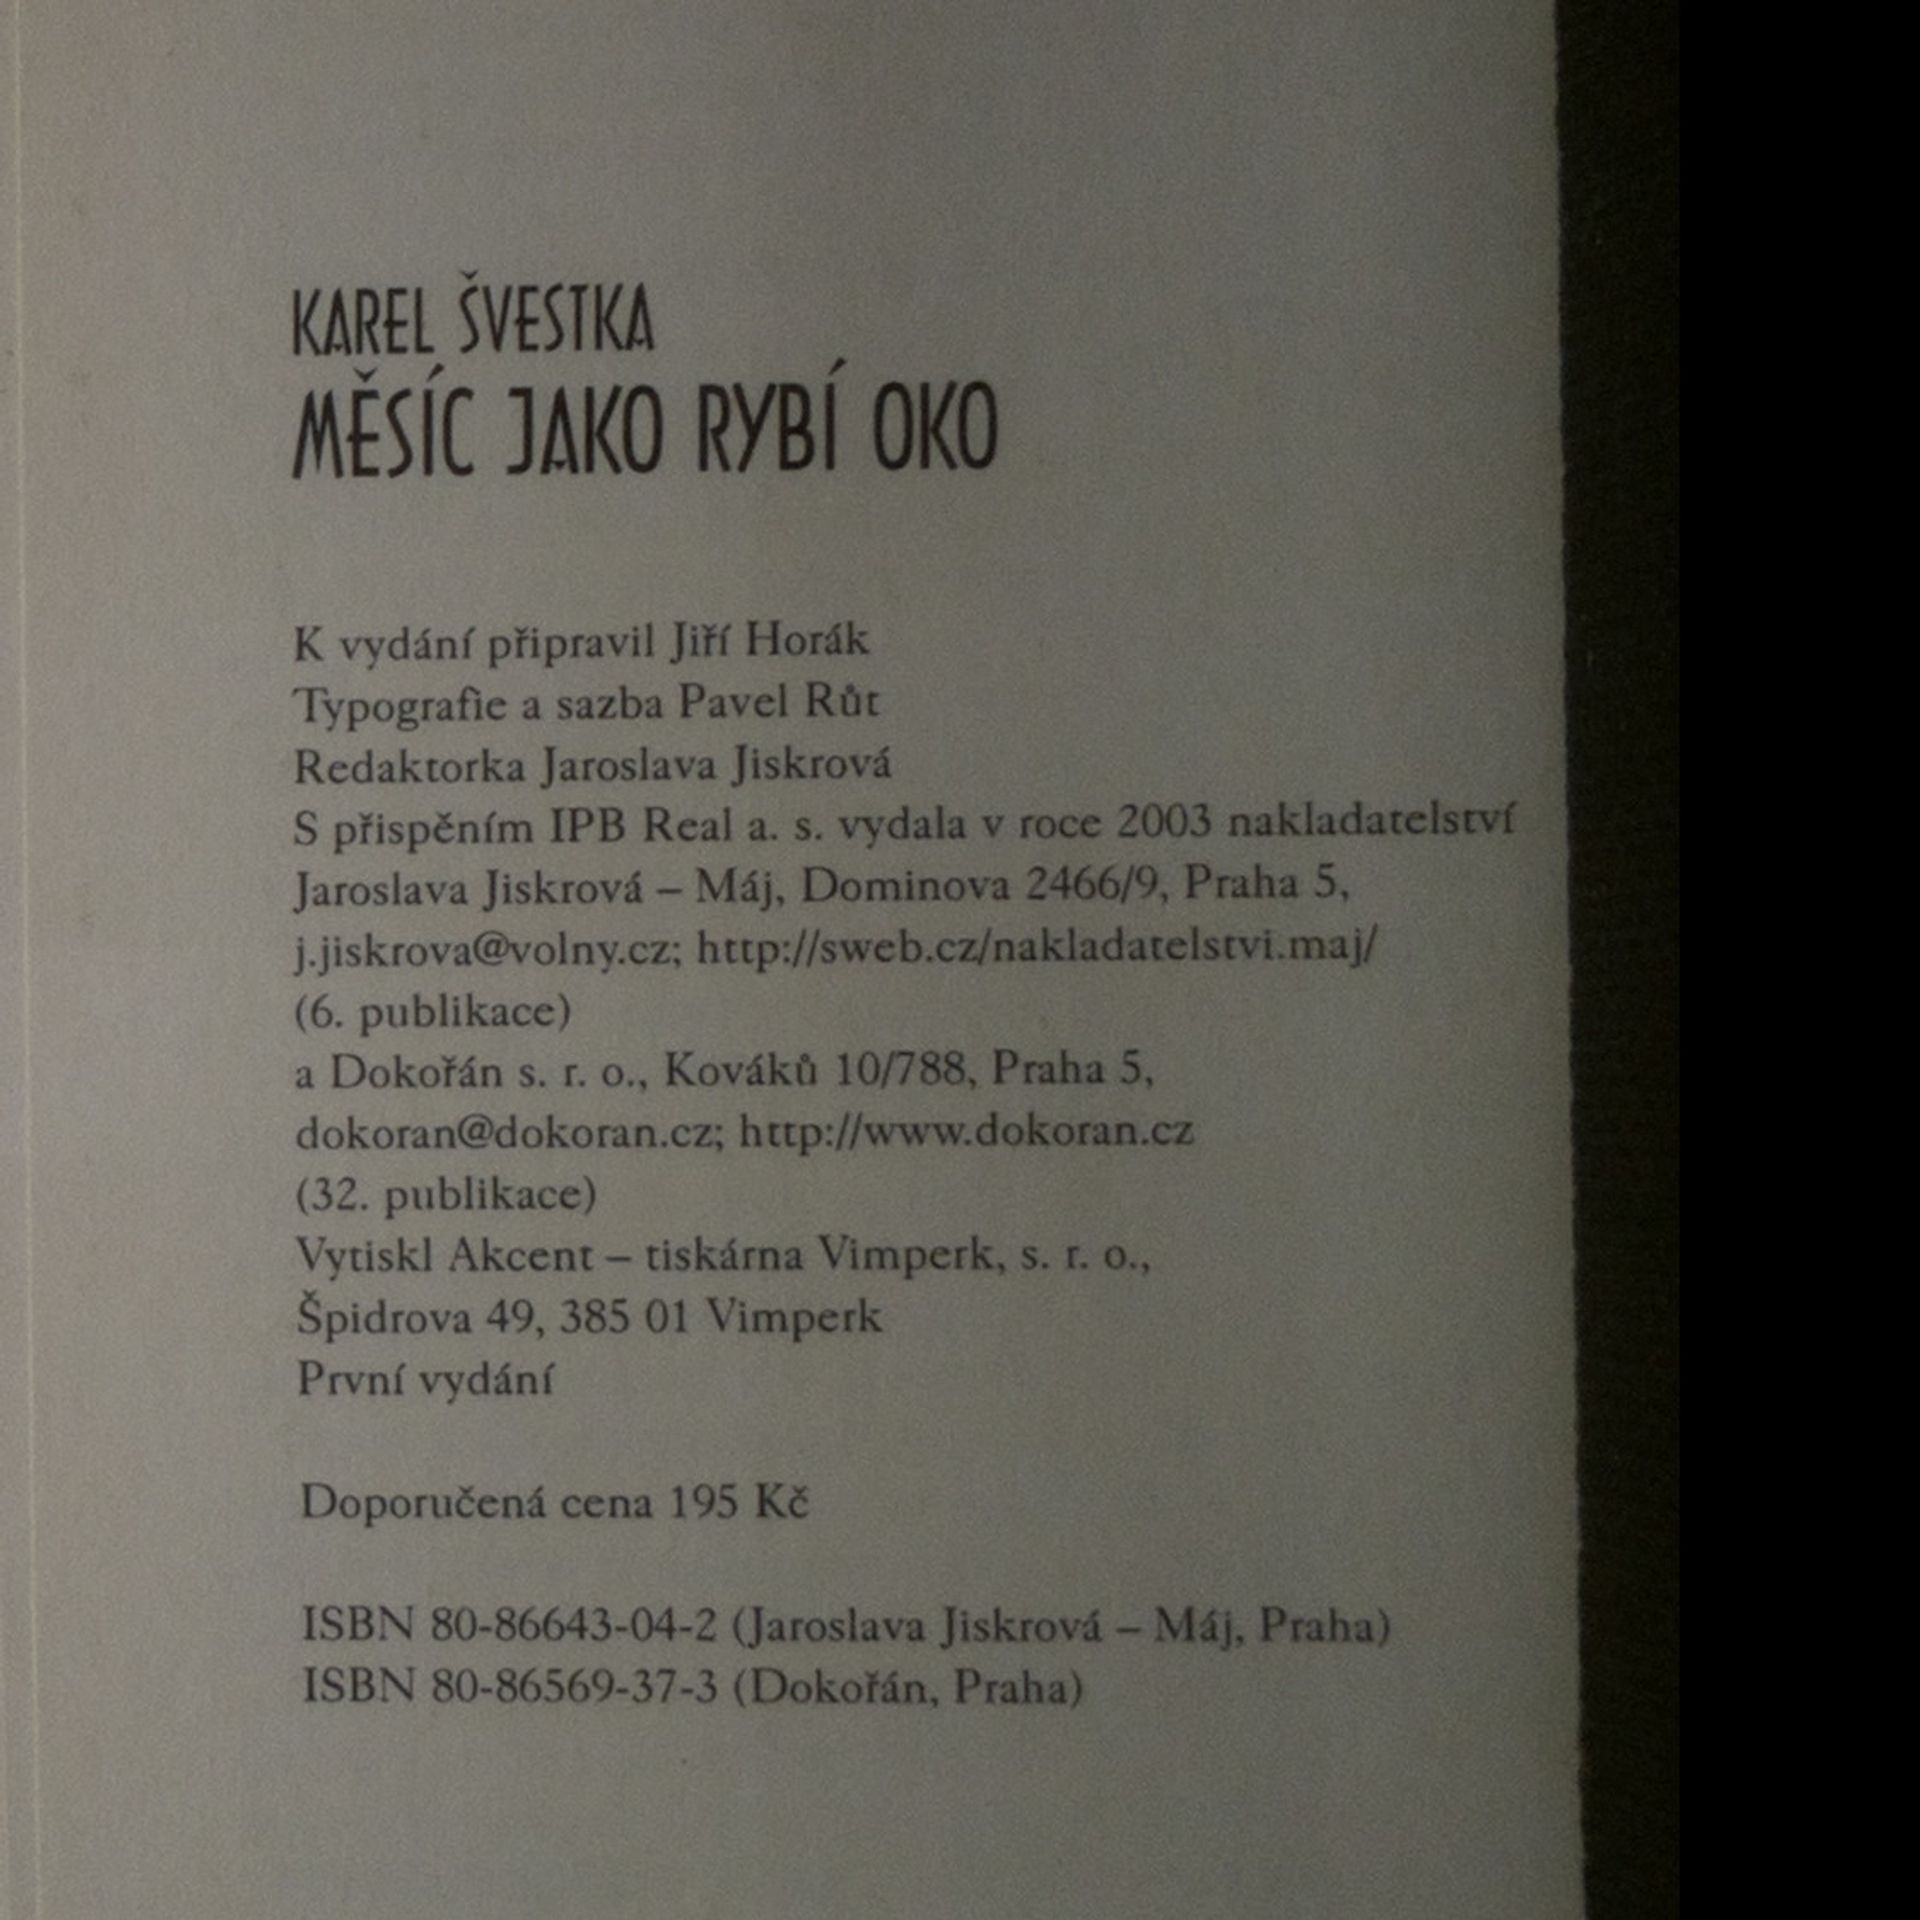 KAREL ŠVESTKA
MĚSÍC JAKO RYBÍ OKO
K vydání připravil Jiří Horák
Typografie a sazba Pavel Růt
Redaktorka Jaroslava Jiskrová
S přispěním IPB Real a. s. vydala v roce 2003 nakladatelství
Jaroslava Jiskrová – Máj, Dominova 2466/9, Praha 5,
j.jiskrova@volny.cz; http://sweb.cz/nakladatelstvi.maj/
(6. publikace)
a Dokořán s. r. o., Kováků 10/788, Praha 5,
dokoran@dokoran.cz; http://www.dokoran.cz
(32. publikace)
Vytiskl Akcent – tiskárna Vimperk, s. r. o.,
Špidrova 49, 385 01 Vimperk
První vydání
Doporučená cena 195 Kč
ISBN 80-86643-04-2 (Jaroslava Jiskrová – Máj, Praha)
ISBN 80-86569-37-3 (Dokořán, Praha)